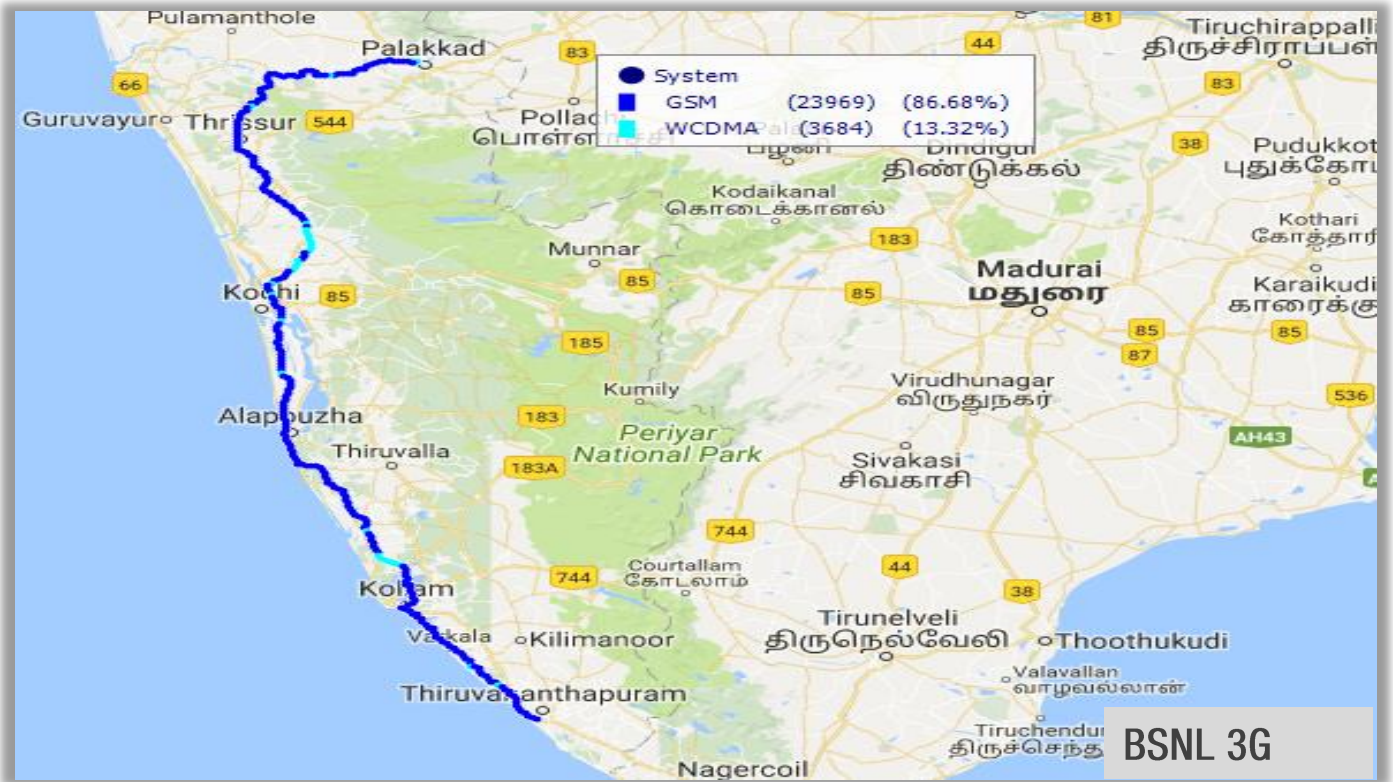 Pulamanthole
81
Tiruchirappalli
திருச்சிராப்பள்
Palakkad
83
44
System
GSM (23969) (86.68%)
WCDMA (3684) (13.32%)
66
83
Guruvayur
Thrissur
544
Pollachi
பொள்ளாச்சி
பழனி
Dindigul
திண்டுக்கல்
38
Pudukkot
புதுக்கோட
Kodaikanal
கொடைக்கானல்
Kothari
கோத்தாரி
Munnar
183
85
Madurai
மதுரை
Kochi
85
85
Karaikudi
காரைக்கு
185
85
87
Kumily
Virudhunagar
விருதுநகர்
536
Alappuzha
183
Periyar
National Park
AH43
Thiruvalla
183A
Sivakasi
சிவகாசி
744
Courtallam
கோடலாம்
44
744
38
Kollam
Tirunelveli
திருநெல்வேலி
Varkala
Kilimanoor
Thoothukudi
Valavallan
வாழவல்லான்
Thiruvananthapuram
Tiruchendur
திருச்செந்து
BSNL 3G
Nagercoil